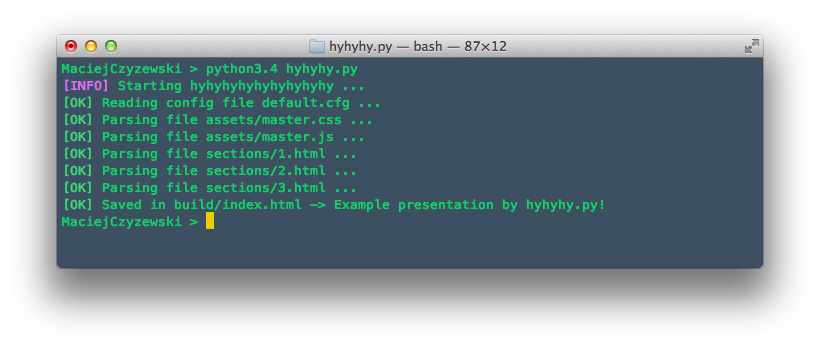 hyhyhy.py — bash — 87×12
MaciejCzyzewski > python3.4 hyhyhy.py
[INFO] Starting hyhyhyhyhyhyhyhyhy ...
[OK] Reading config file default.cfg ...
[OK] Parsing file assets/master.css ...
[OK] Parsing file assets/master.js ...
[OK] Parsing file sections/1.html ...
[OK] Parsing file sections/2.html ...
[OK] Parsing file sections/3.html ...
[OK] Saved in build/index.html —> Example presentation by hyhyhy.py!
MaciejCzyzewski >